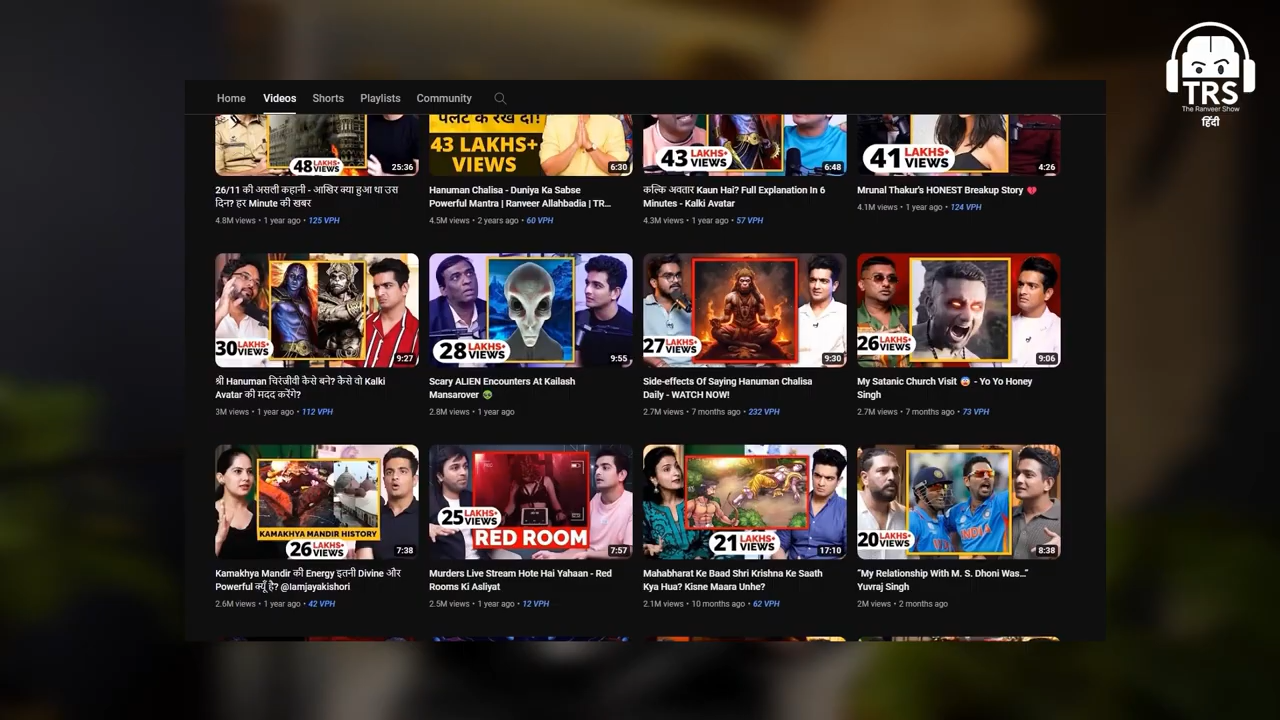 TRS
The Ranveer Show
हिंदी
Home
Videos
Shorts
Playlists
Community
पलट के रख दी!
43 LAKHS+
VIEWS
48 LAKHS+
VIEWS
25:36
6:30
43 LAKHS+
VIEWS
6:48
41 LAKHS+
VIEWS
4:26
26/11 की असली कहानी - आखिर क्या हुआ था उस
दिन? हर Minute की खबर
4.8M views • 1 year ago • 125 VPH
Hanuman Chalisa - Duniya Ka Sabse
Powerful Mantra | Ranveer Allahbadia | TR...
4.5M views • 2 years ago • 60 VPH
कल्कि अवतार Kaun Hai? Full Explanation In 6
Minutes - Kalki Avatar
4.3M views • 1 year ago • 57 VPH
Mrunal Thakur's HONEST Breakup Story 💔
4.1M views • 1 year ago • 124 VPH
30 LAKHS+
VIEWS
9:27
28 LAKHS+
VIEWS
9:55
27 LAKHS+
VIEWS
9:30
26 LAKHS+
VIEWS
9:06
श्री Hanuman चिरंजीवी कैसे बने? कैसे वो Kalki
Avatar की मदद करेंगे?
3M views • 1 year ago • 112 VPH
Scary ALIEN Encounters At Kailash
Mansarovar 👽
2.8M views • 1 year ago
Side-effects Of Saying Hanuman Chalisa
Daily - WATCH NOW!
2.7M views • 7 months ago • 232 VPH
My Satanic Church Visit 😨 - Yo Yo Honey
Singh
2.7M views • 7 months ago • 73 VPH
KAMAKHYA MANDIR HISTORY
26 LAKHS+
VIEWS
7:38
25 LAKHS+
VIEWS
RED ROOM
7:57
21 LAKHS+
VIEWS
17:10
20 LAKHS+
VIEWS
INDIA
8:38
Kamakhya Mandir की Energy इतनी Divine और
Powerful क्यूँ है? @Iamjayakishori
2.6M views • 1 year ago • 42 VPH
Murders Live Stream Hote Hai Yahaan - Red
Rooms Ki Asliyat
2.5M views • 1 year ago • 12 VPH
Mahabharat Ke Baad Shri Krishna Ke Saath
Kya Hua? Kisne Maara Unhe?
2.1M views • 10 months ago • 62 VPH
"My Relationship With M. S. Dhoni Was..."
Yuvraj Singh
2M views • 2 months ago